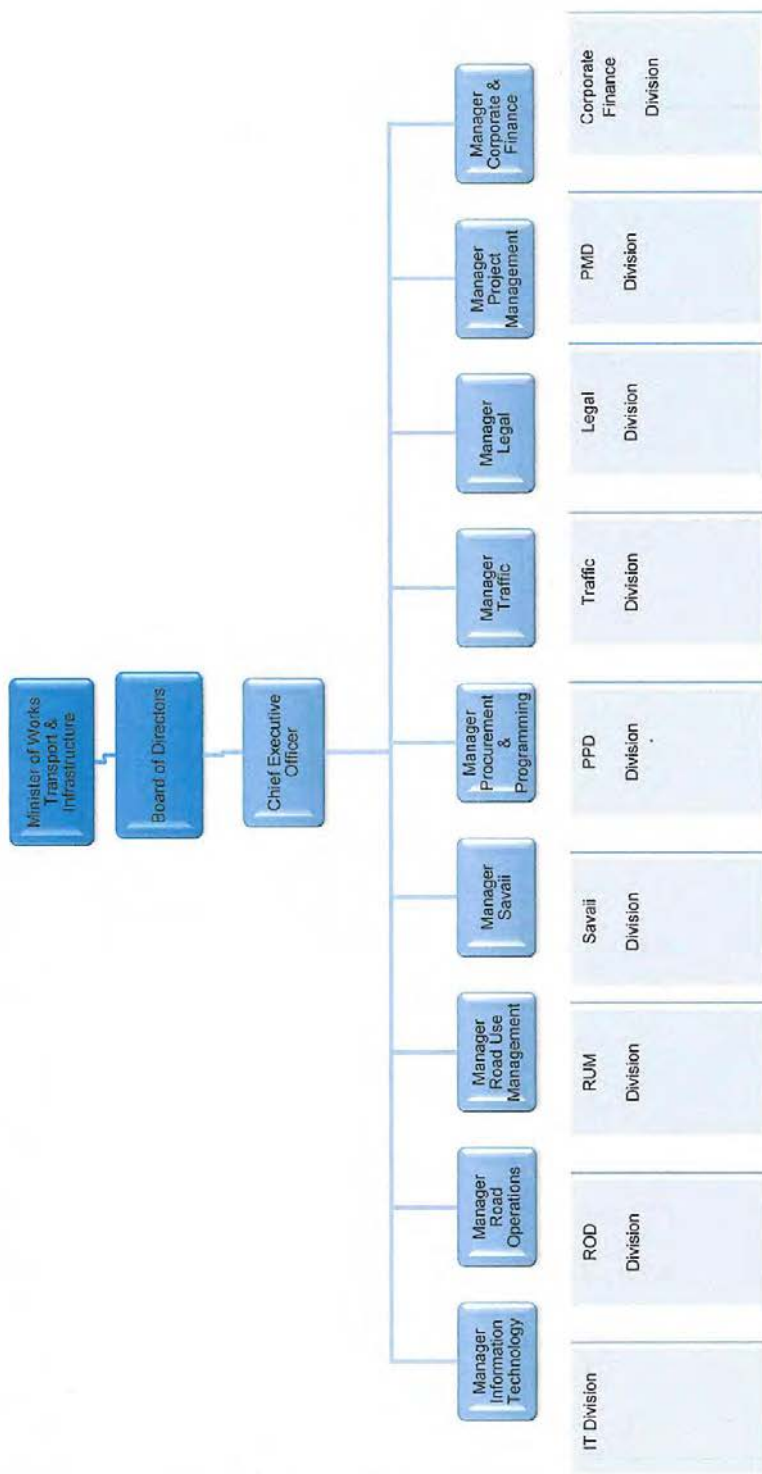 Minister of Works
Transport &
Infrastructure
Board of Directors
Chief Executive
Officer
Manager
Information
Technology
Manager
Road
Operations
Manager
Road Use
Management
Manager
Savaii
Manager
Procurement
&
Programming
Manager
Traffic
Manager
Legal
Manager
Project
Management
Manager
Corporate &
Finance
IT Division
ROD
Division
RUM
Division
Savaii
Division
PPD
Division
Traffic
Division
Legal
Division
PMD
Division
Corporate
Finance
Division